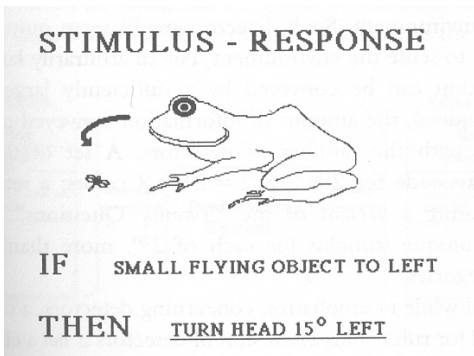 STIMULUS - RESPONSE
IF SMALL FLYING OBJECT TO LEFT
THEN TURN HEAD 15° LEFT